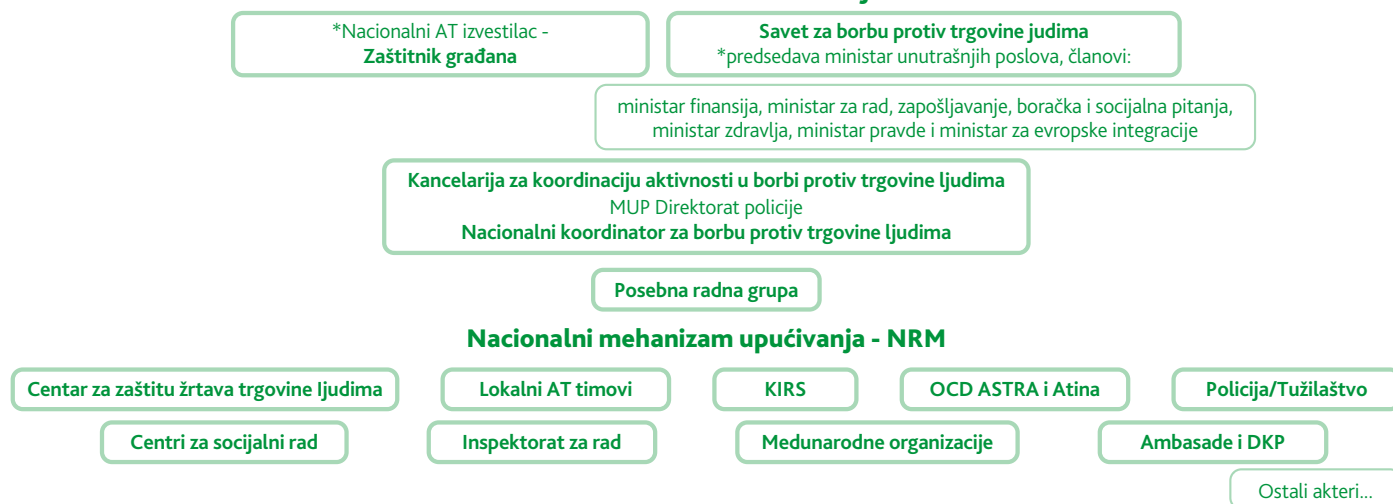 *Nacionalni AT izvestilac -
Zaštitnik građana
Savet za borbu protiv trgovine judima
*predsedava ministar unutrašnjih poslova, članovi:
ministar finansija, ministar za rad, zapošljavanje, boračka i socijalna pitanja,
ministar zdravlja, ministar pravde i ministar za evropske integracije
Kancelarija za koordinaciju aktivnosti u borbi protiv trgovine ljudima
MUP Direktorat policije
Nacionalni koordinator za borbu protiv trgovine ljudima
Posebna radna grupa
Nacionalni mehanizam upućivanja - NRM
Centar za zaštitu žrtava trgovine ljudima
Lokalni AT timovi
KIRS
OCD ASTRA i Atina
Policija/Tužilaštvo
Centri za socijalni rad
Inspektorat za rad
Medunarodne organizacije
Ambasade i DKP
Ostali akteri...